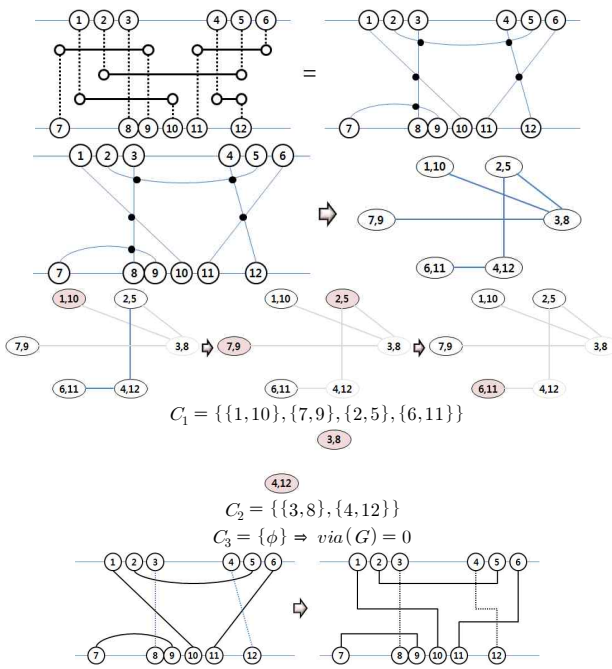 1 2 3 4 5 6 1 2 3 4 5 6
=
7 8 9 10 11 12 7 8 9 10 11 12
1 2 3 4 5 6
7 8 9 10 11 12
1,10 2,5
7,9 3,8
6,11 4,12
1,10 2,5 1,10 2,5 1,10 2,5
7,9 3,8 7,9 3,8 7,9 3,8
6,11 4,12 6,11 4,12 6,11 4,12
C₁ = {{1,10},{7,9},{2,5},{6,11}}
3,8
4,12
C₂ = {{3,8},{4,12}}
C₃ = {ϕ} ⇒ via(G) = 0
1 2 3 4 5 6 1 2 3 4 5 6
7 8 9 10 11 12 7 8 9 10 11 12